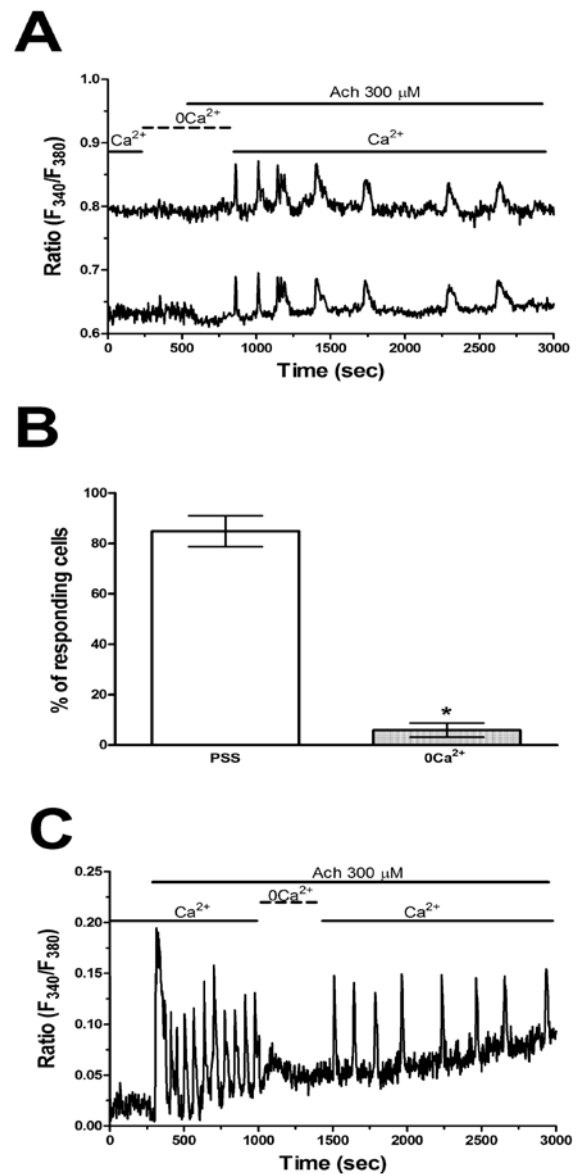 A
Ach 300 µM
0Ca²⁺
Ca²⁺ Ca²⁺
Ratio (F₃₄₀/F₃₈₀)
1.0
0.9
0.8
0.7
0.6
0 500 1000 1500 2000 2500 3000
Time (sec)
B
% of responding cells
100
80
60
40
20
0
*
PSS 0Ca²⁺
C
Ach 300 µM
0Ca²⁺
Ca²⁺ Ca²⁺
Ratio (F₃₄₀/F₃₈₀)
0.25
0.20
0.15
0.10
0.05
0.00
0 500 1000 1500 2000 2500 3000
Time (sec)